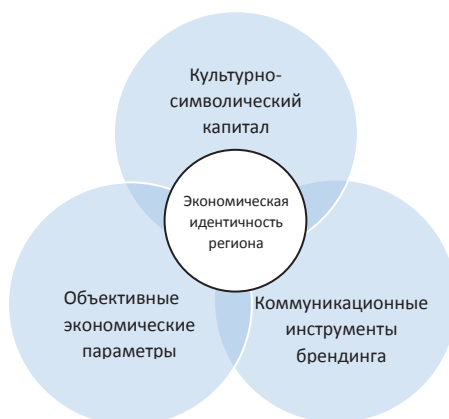 Культурно-
символический
капитал
Экономическая
идентичность
региона
Объективные
экономические
параметры
Коммуникационные
инструменты
брендинга